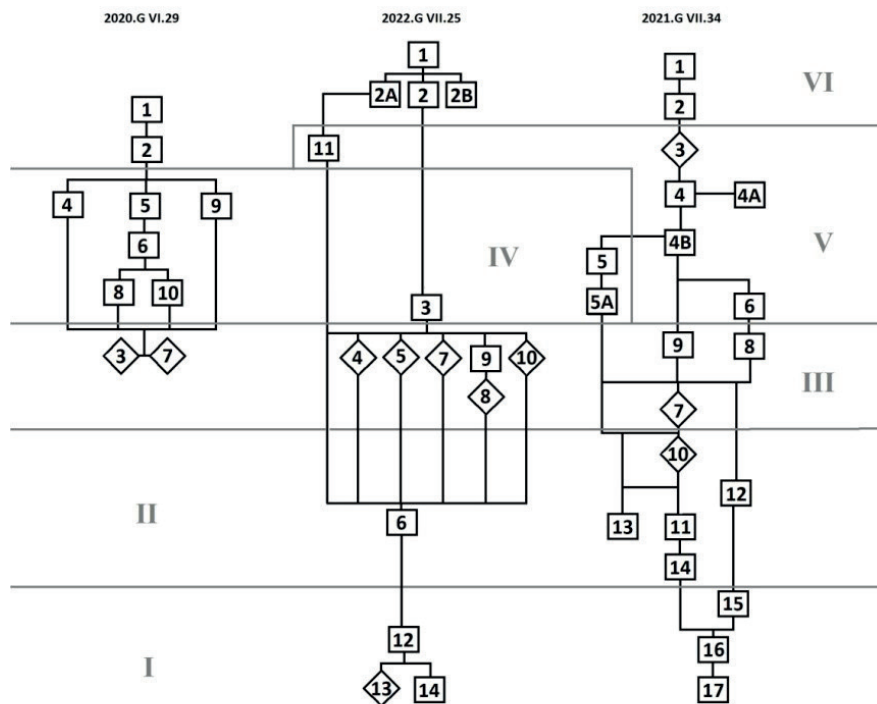 2020.G VI.29 2022.G VII.25 2021.G VII.34
1 1
VI
2A 2 2B
1 2
2 11 3
4 5 9 4 4A
6 IV 4B V
5
8 10 3 5A 6
3 7 4 5 7 9 10 9 8
8 7 III
10
II 12
6 13 11
14
15
12 16
I 13 14 17